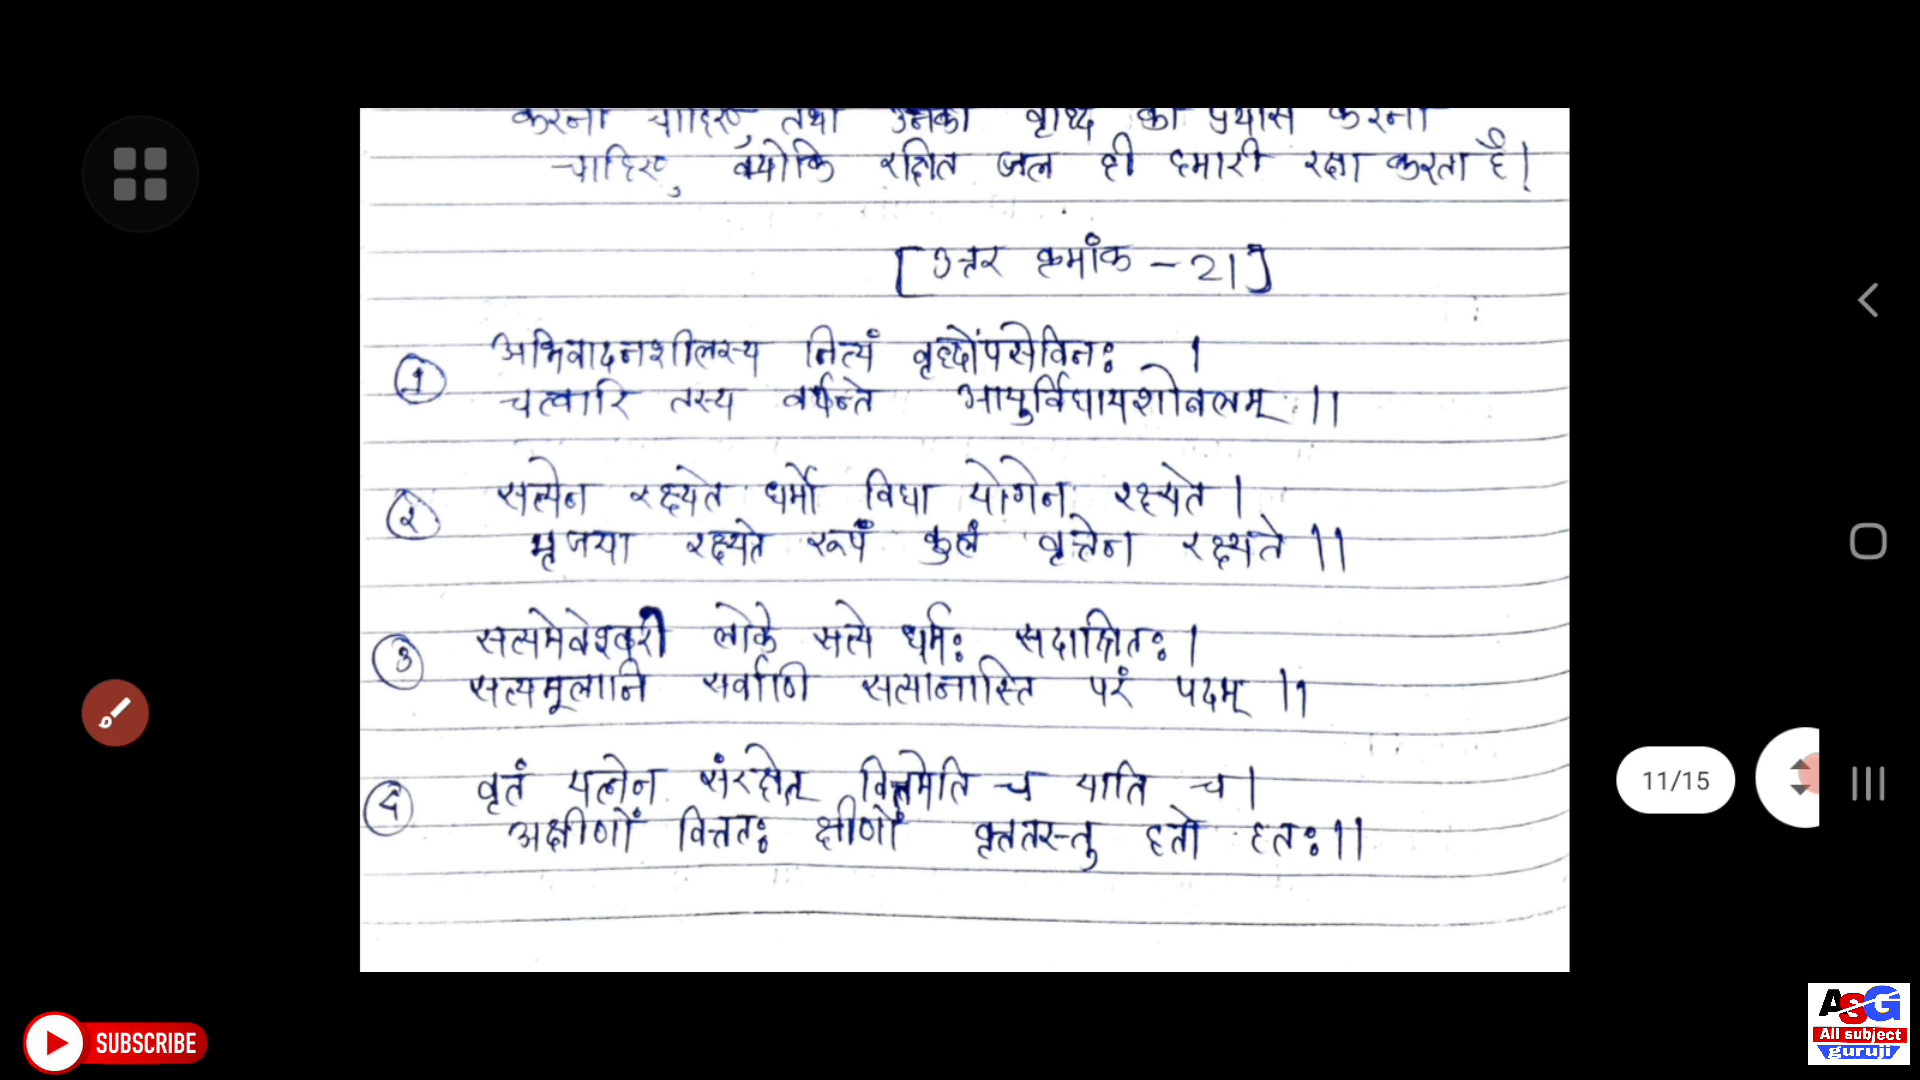 करना चाहिए, तथा उनकी वृध्दि का प्रयास करना
चाहिए, क्योकि रक्षित जल ही हमारी रक्षा करता है।
[उत्तर क्रमांक - 21]
① अभिवादनशीलस्य नित्यं वृध्दोंपसेविनः ।
चत्वारि तस्य वर्धन्ते आयुर्विधायशोबलम् ।।
② सत्येन रक्ष्यते धर्मो विधा योगेन रक्ष्यते ।
मृजया रक्ष्यते रूपं कुलं वृत्तेन रक्ष्यते ।।
③ सत्यमेवेश्वरी लोके सत्ये धर्मः सदाश्रितः ।
सत्यमूलानि सर्वाणि सत्यानास्ति परं पदम् ।।
④ वृतं यत्नेन संरक्षेत् वित्तमेति च याति च ।
अक्षीणों वित्ततः क्षीणों वृत्ततस्तु हतो हतः ।।
11/15
SUBSCRIBE
ASG
All subject
guruji